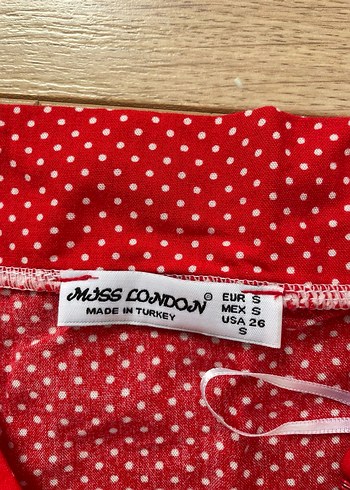 MISS LONDON©
MADE IN TURKEY
EUR S
MEX S
USA 26
S